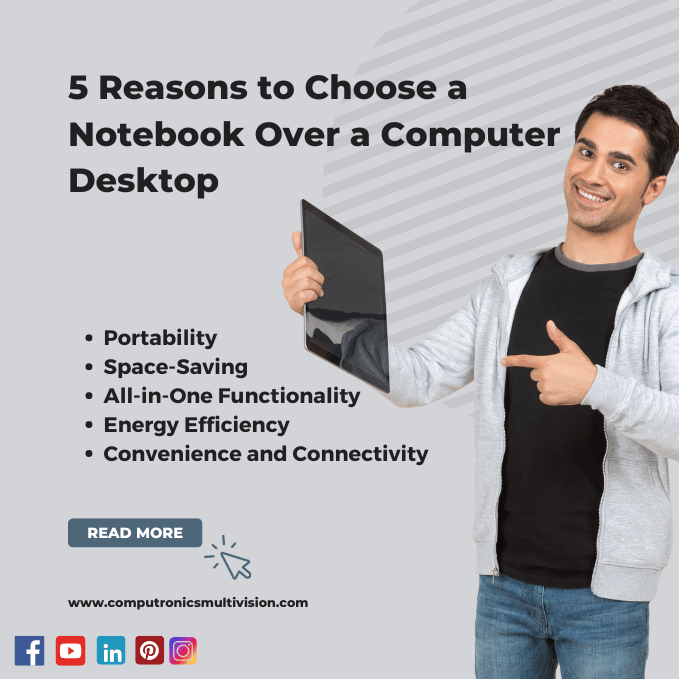 5 Reasons to Choose a
Notebook Over a Computer
Desktop
• Portability
• Space-Saving
• All-in-One Functionality
• Energy Efficiency
• Convenience and Connectivity
READ MORE
www.computronicsmultivision.com